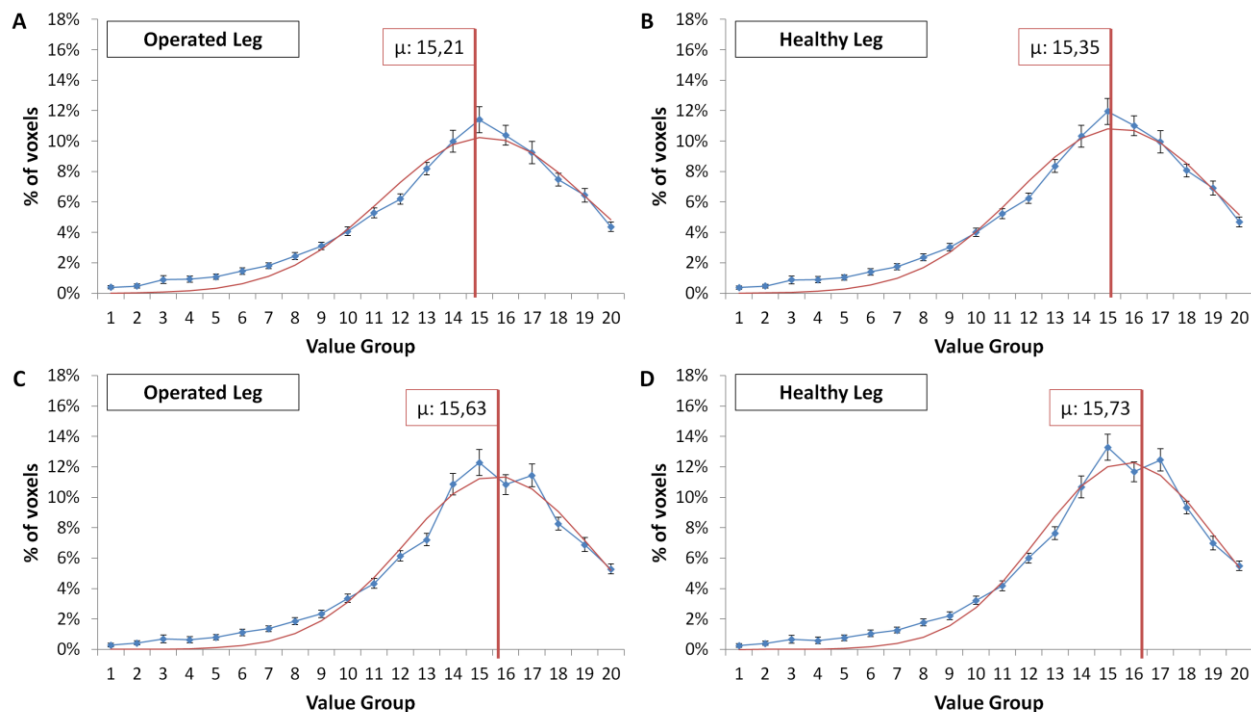 A
Operated Leg
μ: 15,21
18%
16%
14%
12%
10%
8%
6%
4%
2%
0%
% of voxels
1 2 3 4 5 6 7 8 9 10 11 12 13 14 15 16 17 18 19 20
Value Group
B
Healthy Leg
μ: 15,35
18%
16%
14%
12%
10%
8%
6%
4%
2%
0%
% of voxels
1 2 3 4 5 6 7 8 9 10 11 12 13 14 15 16 17 18 19 20
Value Group
C
Operated Leg
μ: 15,63
18%
16%
14%
12%
10%
8%
6%
4%
2%
0%
% of voxels
1 2 3 4 5 6 7 8 9 10 11 12 13 14 15 16 17 18 19 20
Value Group
D
Healthy Leg
μ: 15,73
18%
16%
14%
12%
10%
8%
6%
4%
2%
0%
% of voxels
1 2 3 4 5 6 7 8 9 10 11 12 13 14 15 16 17 18 19 20
Value Group